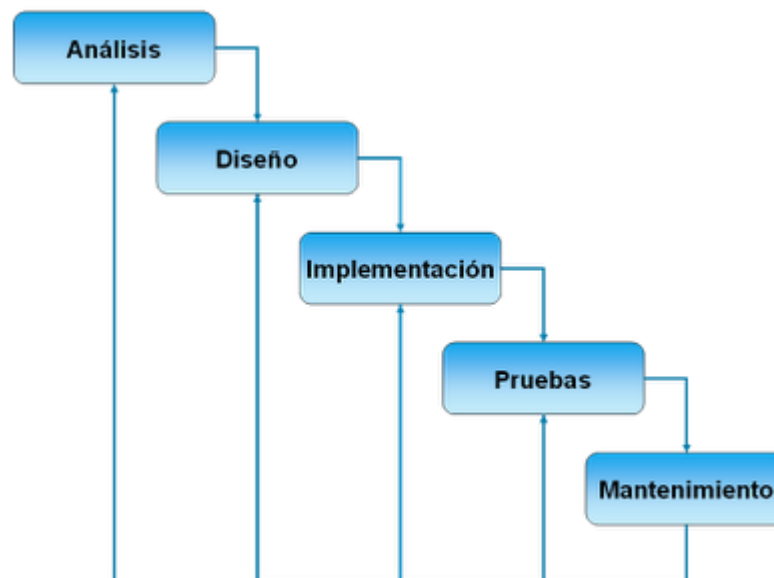 Análisis
Diseño
Implementación
Pruebas
Mantenimiento